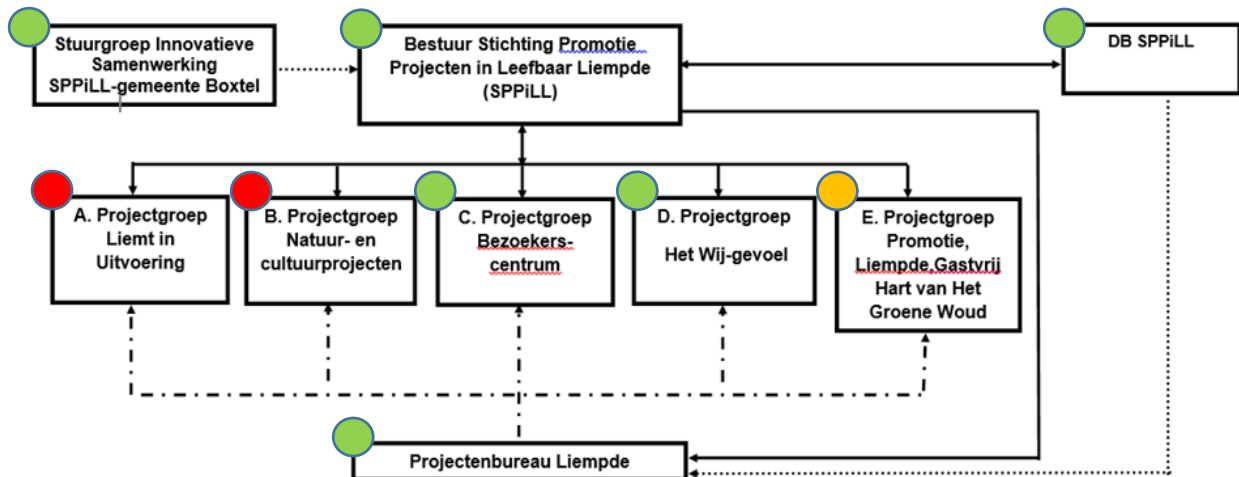 Stuurgroep Innovatieve
Samenwerking
SPPiLL-gemeente Boxtel
Bestuur Stichting Promotie
Projecten in Leefbaar Liempde
(SPPiLL)
DB SPPiLL
A. Projectgroep
Liemt in
Uitvoering
B. Projectgroep
Natuur- en
cultuurprojecten
C. Projectgroep
Bezoekers-
centrum
D. Projectgroep
Het Wij-gevoel
E. Projectgroep
Promotie,
Liempde,Gastvrij
Hart van Het
Groene Woud
Projectenbureau Liempde